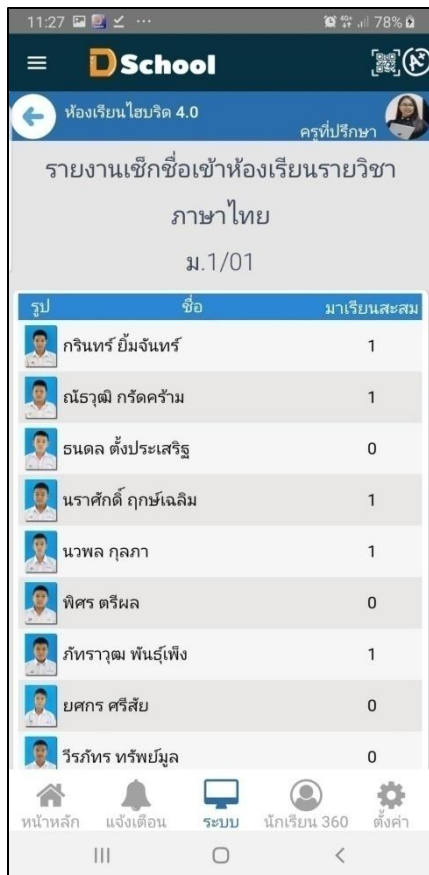 11:27
78%
DSchool
ห้องเรียนไฮบริด 4.0
ครูที่ปรึกษา
รายงานเช็กชื่อเข้าห้องเรียนรายวิชา
ภาษาไทย
ม.1/01
รูป ชื่อ มาเรียนสะสม
กรินทร์ ยิ้มจันทร์ 1
ณัธวุฒิ กรัดคร้าม 1
ธนดล ตั้งประเสริฐ 0
นราศักดิ์ ฤกษ์เฉลิม 1
นวพล กุลภา 1
พิศร ตรีผล 0
ภัทราวุฒ พันธุ์เพ็ง 1
ยศกร ศรีสัย 0
วีรภัทร ทรัพย์มูล 0
หน้าหลัก แจ้งเตือน ระบบ นักเรียน 360 ตั้งค่า